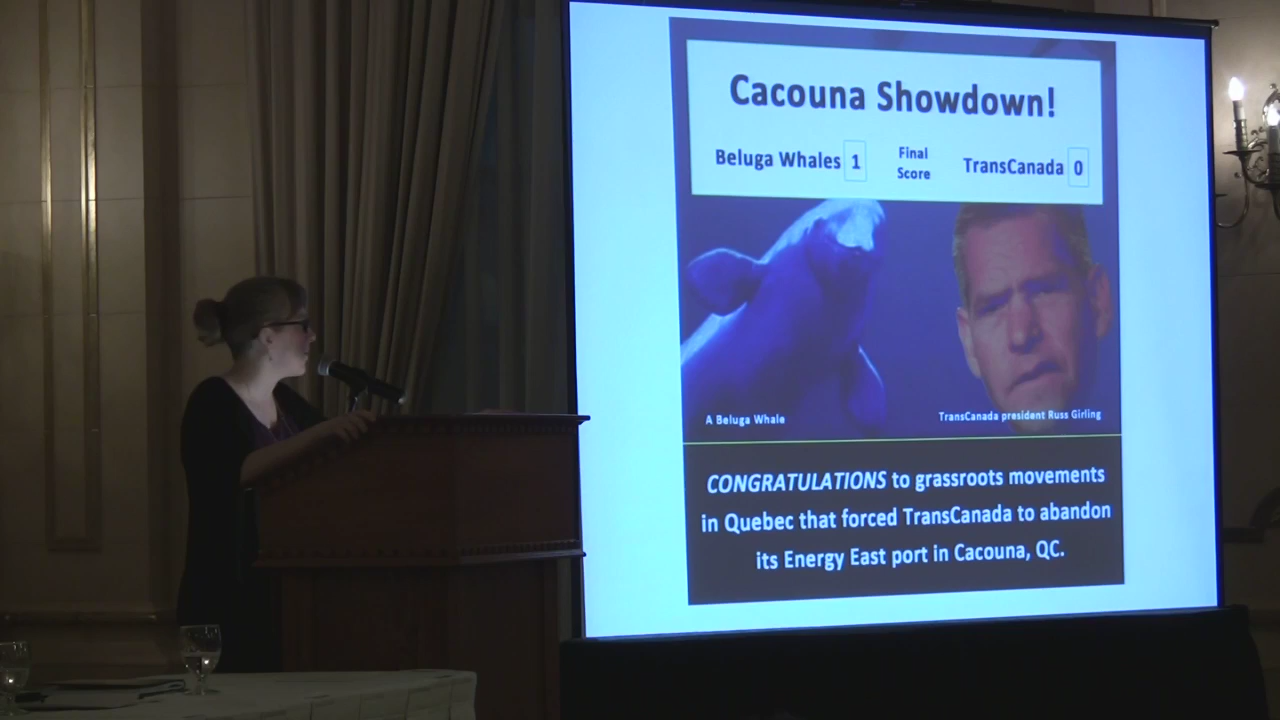 Cacouna Showdown!
Beluga Whales 1 Final Score TransCanada 0
A Beluga Whale
TransCanada president Russ Girling
CONGRATULATIONS to grassroots movements
in Quebec that forced TransCanada to abandon
its Energy East port in Cacouna, QC.